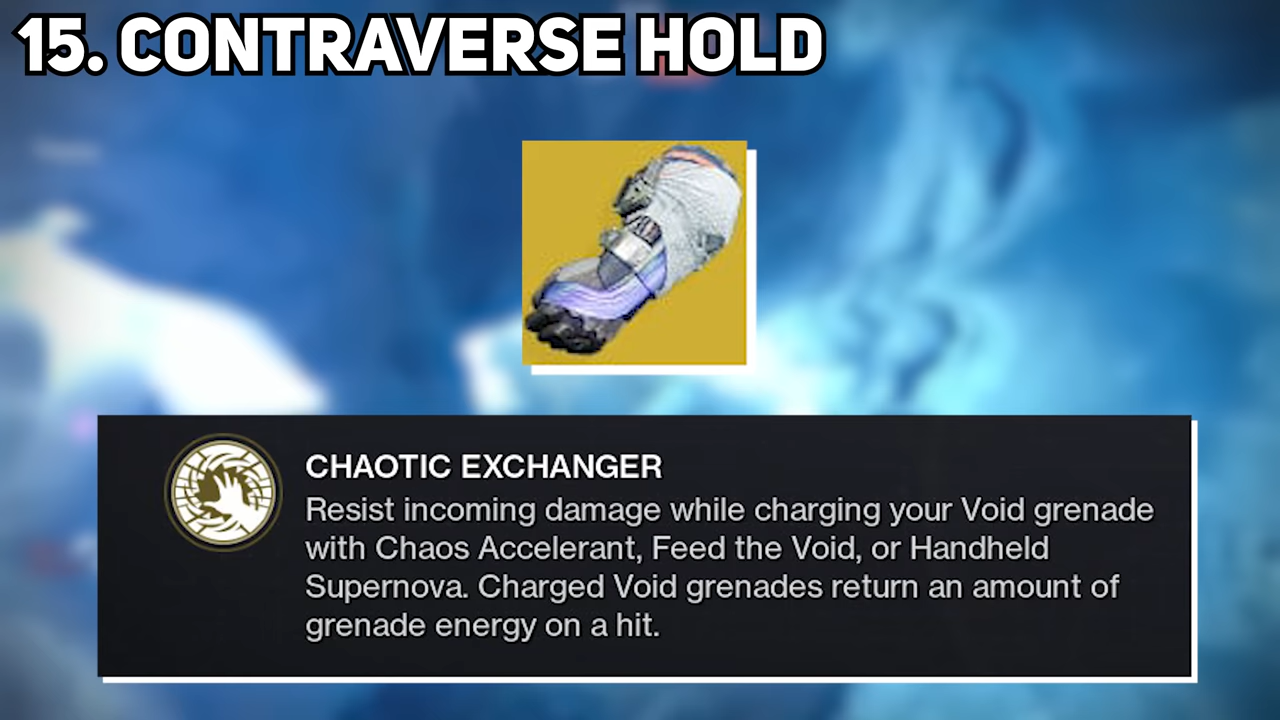 15. CONTRAVERSE HOLD
CHAOTIC EXCHANGER
Resist incoming damage while charging your Void grenade
with Chaos Accelerant, Feed the Void, or Handheld
Supernova. Charged Void grenades return an amount of
grenade energy on a hit.